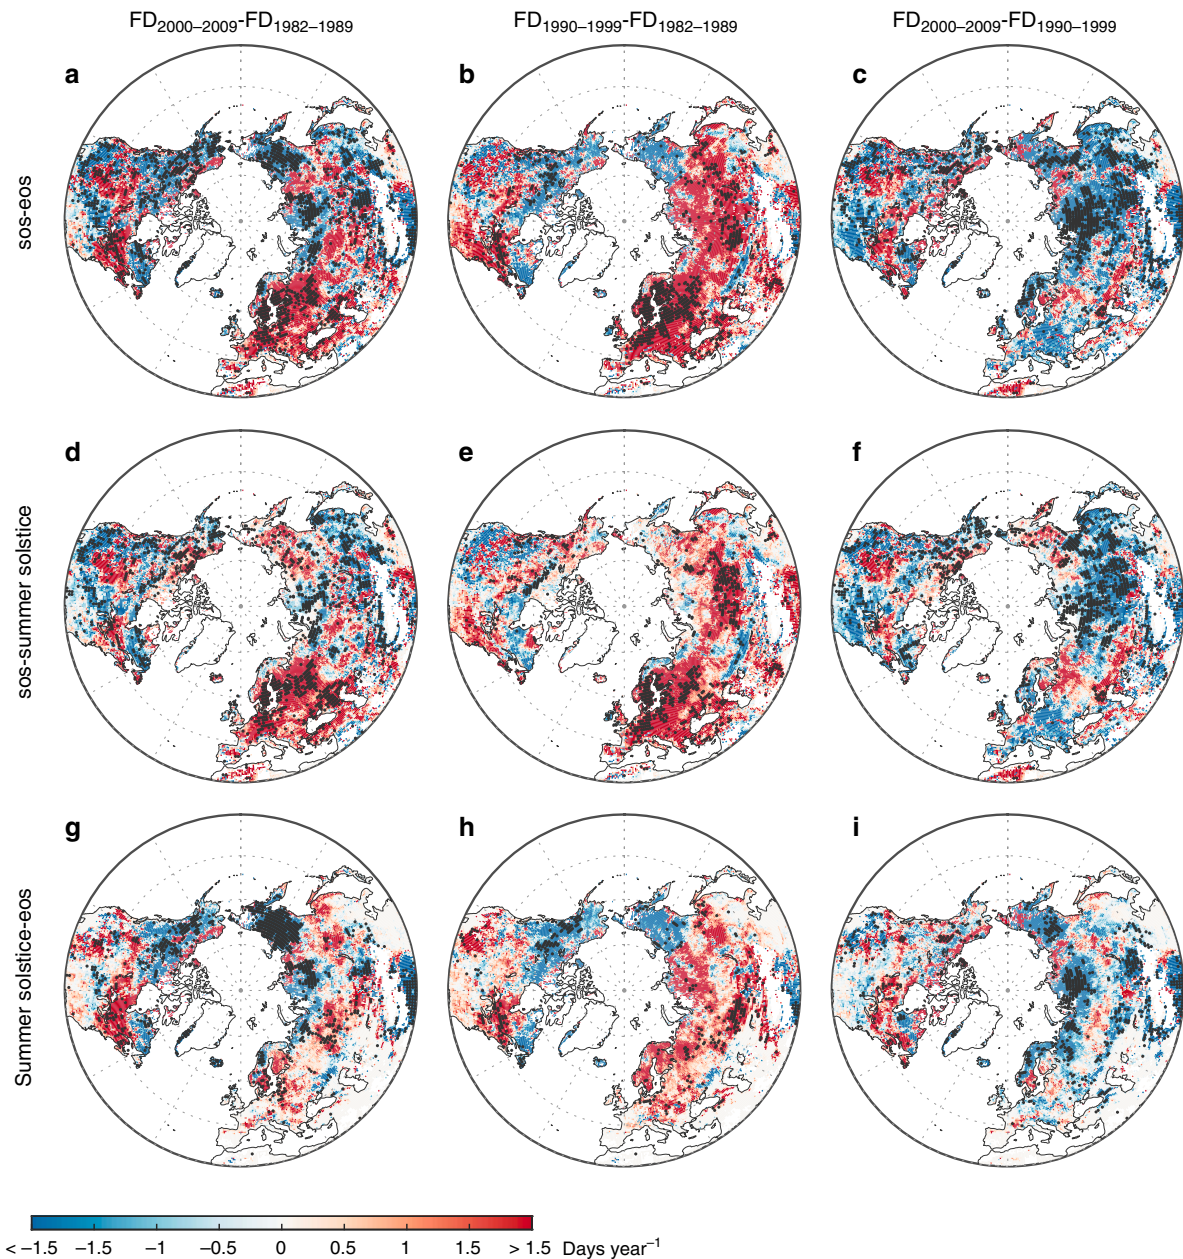 FD2000–2009-FD1982–1989
FD1990–1999-FD1982–1989
FD2000–2009-FD1990–1999
sos-eos
a
b
c
sos-summer solstice
d
e
f
Summer solstice-eos
g
h
i
< −1.5 −1.5 −1 −0.5 0 0.5 1 1.5 > 1.5 Days year−1